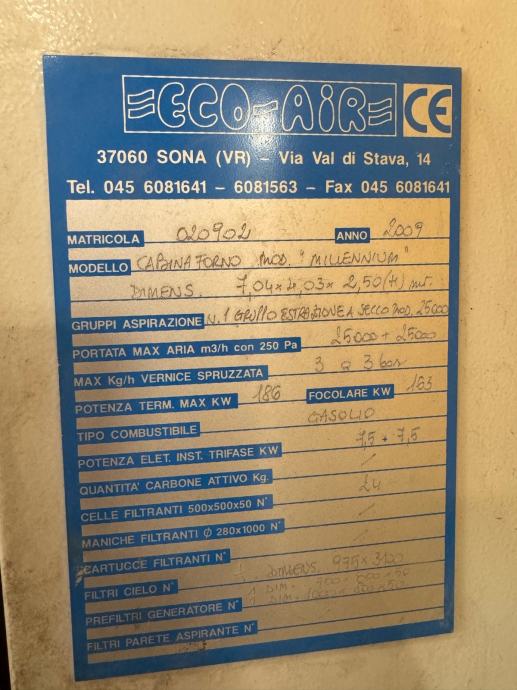 ECO-AIR CE
37060 SONA (VR) - Via Val di Stava, 14
Tel. 045 6081641 - 6081563 - Fax 045 6081641
MATRICOLA 020902 ANNO 2009
MODELLO CABINA FORNO MOD. "MILLENNIUM"
DIMENS. 7,04 x 4,03 x 2,50 (H) mt.
GRUPPI ASPIRAZIONE N.1 GRUPPO ESTRAZIONE A SECCO MOD. 25000
PORTATA MAX ARIA m3/h con 250 Pa 25000 + 25000
MAX Kg/h VERNICE SPRUZZATA 3 a 3 bar
POTENZA TERM. MAX KW 186 FOCOLARE KW 163
TIPO COMBUSTIBILE GASOLIO
POTENZA ELET. INST. TRIFASE KW 7,5 + 7,5
QUANTITA' CARBONE ATTIVO Kg. /
CELLE FILTRANTI 500x500x50 N° 24
MANICHE FILTRANTI Ø 280x1000 N° /
CARTUCCE FILTRANTI N° /
FILTRI CIELO N° DIMENS. 975x3100
PREFILTRI GENERATORE N° 1 DIM.
FILTRI PARETE ASPIRANTE N°